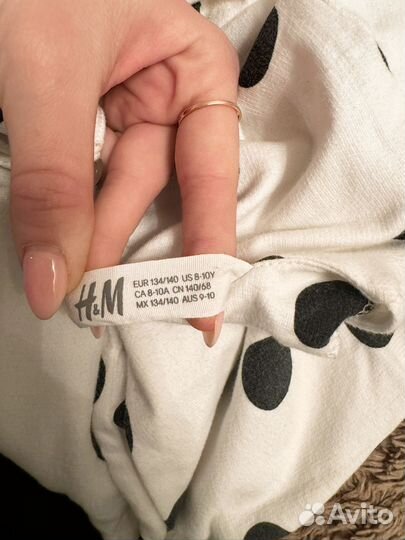 H&M
EUR 134/140 US 8-10Y
CA 8-10A CN 140/68
MX 134/140 AUS 9-10
Avito